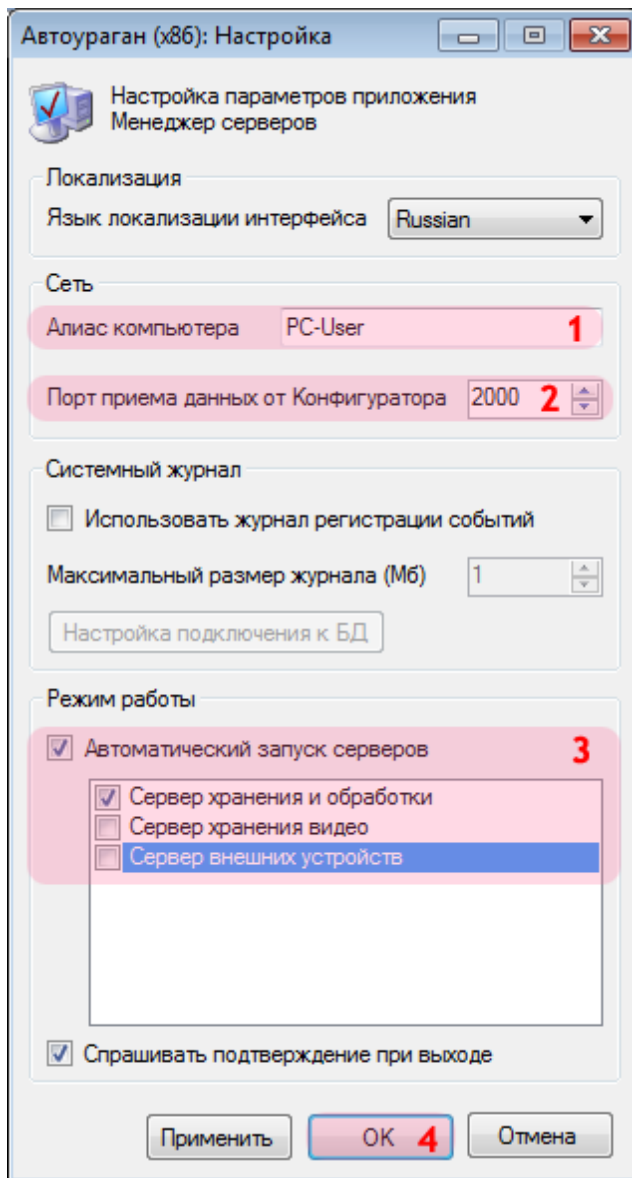 Автоураган (x86): Настройка
Настройка параметров приложения
Менеджер серверов
Локализация
Язык локализации интерфейса Russian
Сеть
Алиас компьютера PC-User 1
Порт приема данных от Конфигуратора 2000 2
Системный журнал
Использовать журнал регистрации событий
Максимальный размер журнала (Мб) 1
Настройка подключения к БД
Режим работы
Автоматический запуск серверов 3
Сервер хранения и обработки
Сервер хранения видео
Сервер внешних устройств
Спрашивать подтверждение при выходе
Применить OK 4 Отмена